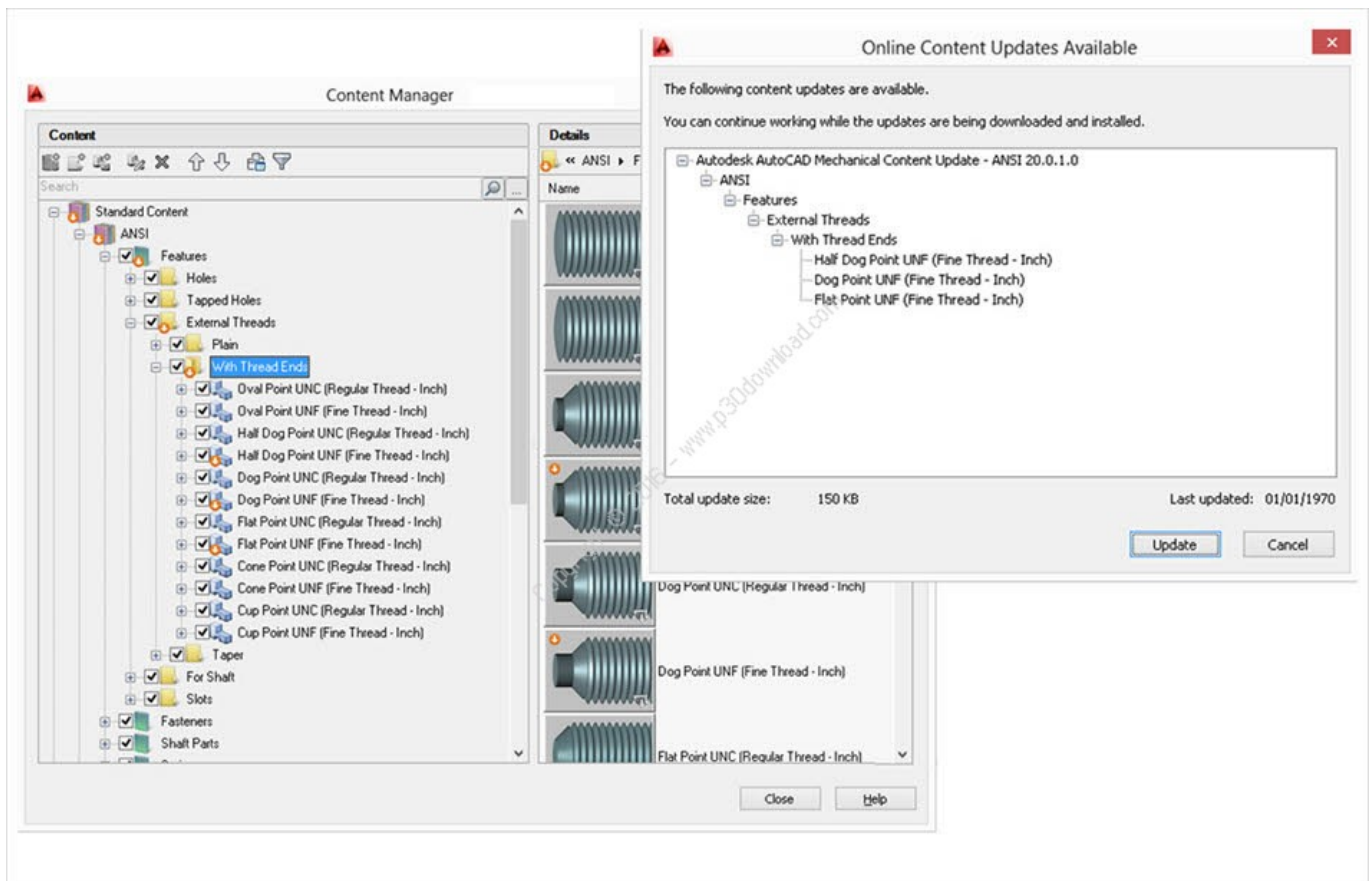 Content Manager
Content
Search
Standard Content
ANSI
Features
Holes
Tapped Holes
External Threads
Plain
With Thread Ends
Oval Point UNC (Regular Thread - Inch)
Oval Point UNF (Fine Thread - Inch)
Half Dog Point UNC (Regular Thread - Inch)
Half Dog Point UNF (Fine Thread - Inch)
Dog Point UNC (Regular Thread - Inch)
Dog Point UNF (Fine Thread - Inch)
Flat Point UNC (Regular Thread - Inch)
Flat Point UNF (Fine Thread - Inch)
Cone Point UNC (Regular Thread - Inch)
Cone Point UNF (Fine Thread - Inch)
Cup Point UNC (Regular Thread - Inch)
Cup Point UNF (Fine Thread - Inch)
Taper
For Shaft
Slots
Fasteners
Shaft Parts
Details
« ANSI ▸ F
Name
Dog Point UNC (Regular Thread - Inch)
Dog Point UNF (Fine Thread - Inch)
Flat Point UNC (Regular Thread - Inch)
Close Help
Online Content Updates Available
The following content updates are available.
You can continue working while the updates are being downloaded and installed.
Autodesk AutoCAD Mechanical Content Update - ANSI 20.0.1.0
ANSI
Features
External Threads
With Thread Ends
Half Dog Point UNF (Fine Thread - Inch)
Dog Point UNF (Fine Thread - Inch)
Flat Point UNF (Fine Thread - Inch)
Total update size: 150 KB Last updated: 01/01/1970
Update Cancel
© 2016 - www.p30download.com